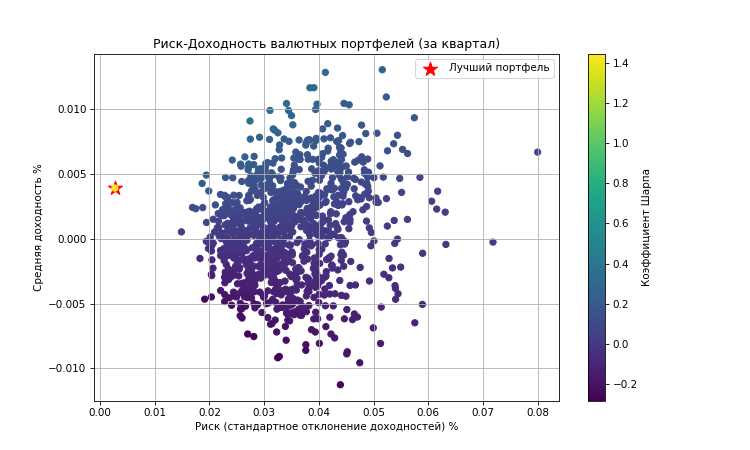 Риск-Доходность валютных портфелей (за квартал)
Лучший портфель
Средняя доходность %
0.010
0.005
0.000
−0.005
−0.010
0.00 0.01 0.02 0.03 0.04 0.05 0.06 0.07 0.08
Риск (стандартное отклонение доходностей) %
1.4
1.2
1.0
0.8
0.6
0.4
0.2
0.0
−0.2
Коэффициент Шарпа